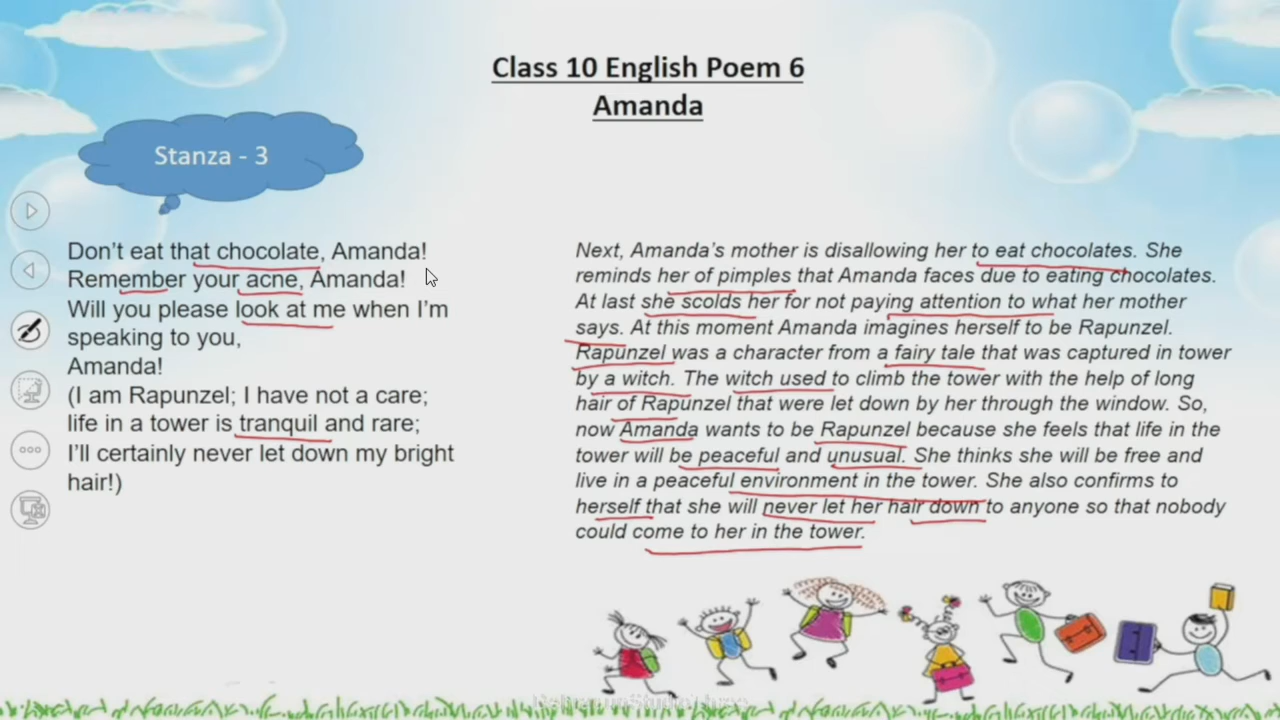 Class 10 English Poem 6
Amanda
Stanza - 3
Don't eat that chocolate, Amanda!
Remember your acne, Amanda!
Will you please look at me when I'm
speaking to you,
Amanda!
(I am Rapunzel; I have not a care;
life in a tower is tranquil and rare;
I'll certainly never let down my bright
hair!)
Next, Amanda's mother is disallowing her to eat chocolates. She
reminds her of pimples that Amanda faces due to eating chocolates.
At last she scolds her for not paying attention to what her mother
says. At this moment Amanda imagines herself to be Rapunzel.
Rapunzel was a character from a fairy tale that was captured in tower
by a witch. The witch used to climb the tower with the help of long
hair of Rapunzel that were let down by her through the window. So,
now Amanda wants to be Rapunzel because she feels that life in the
tower will be peaceful and unusual. She thinks she will be free and
live in a peaceful environment in the tower. She also confirms to
herself that she will never let her hair down to anyone so that nobody
could come to her in the tower.